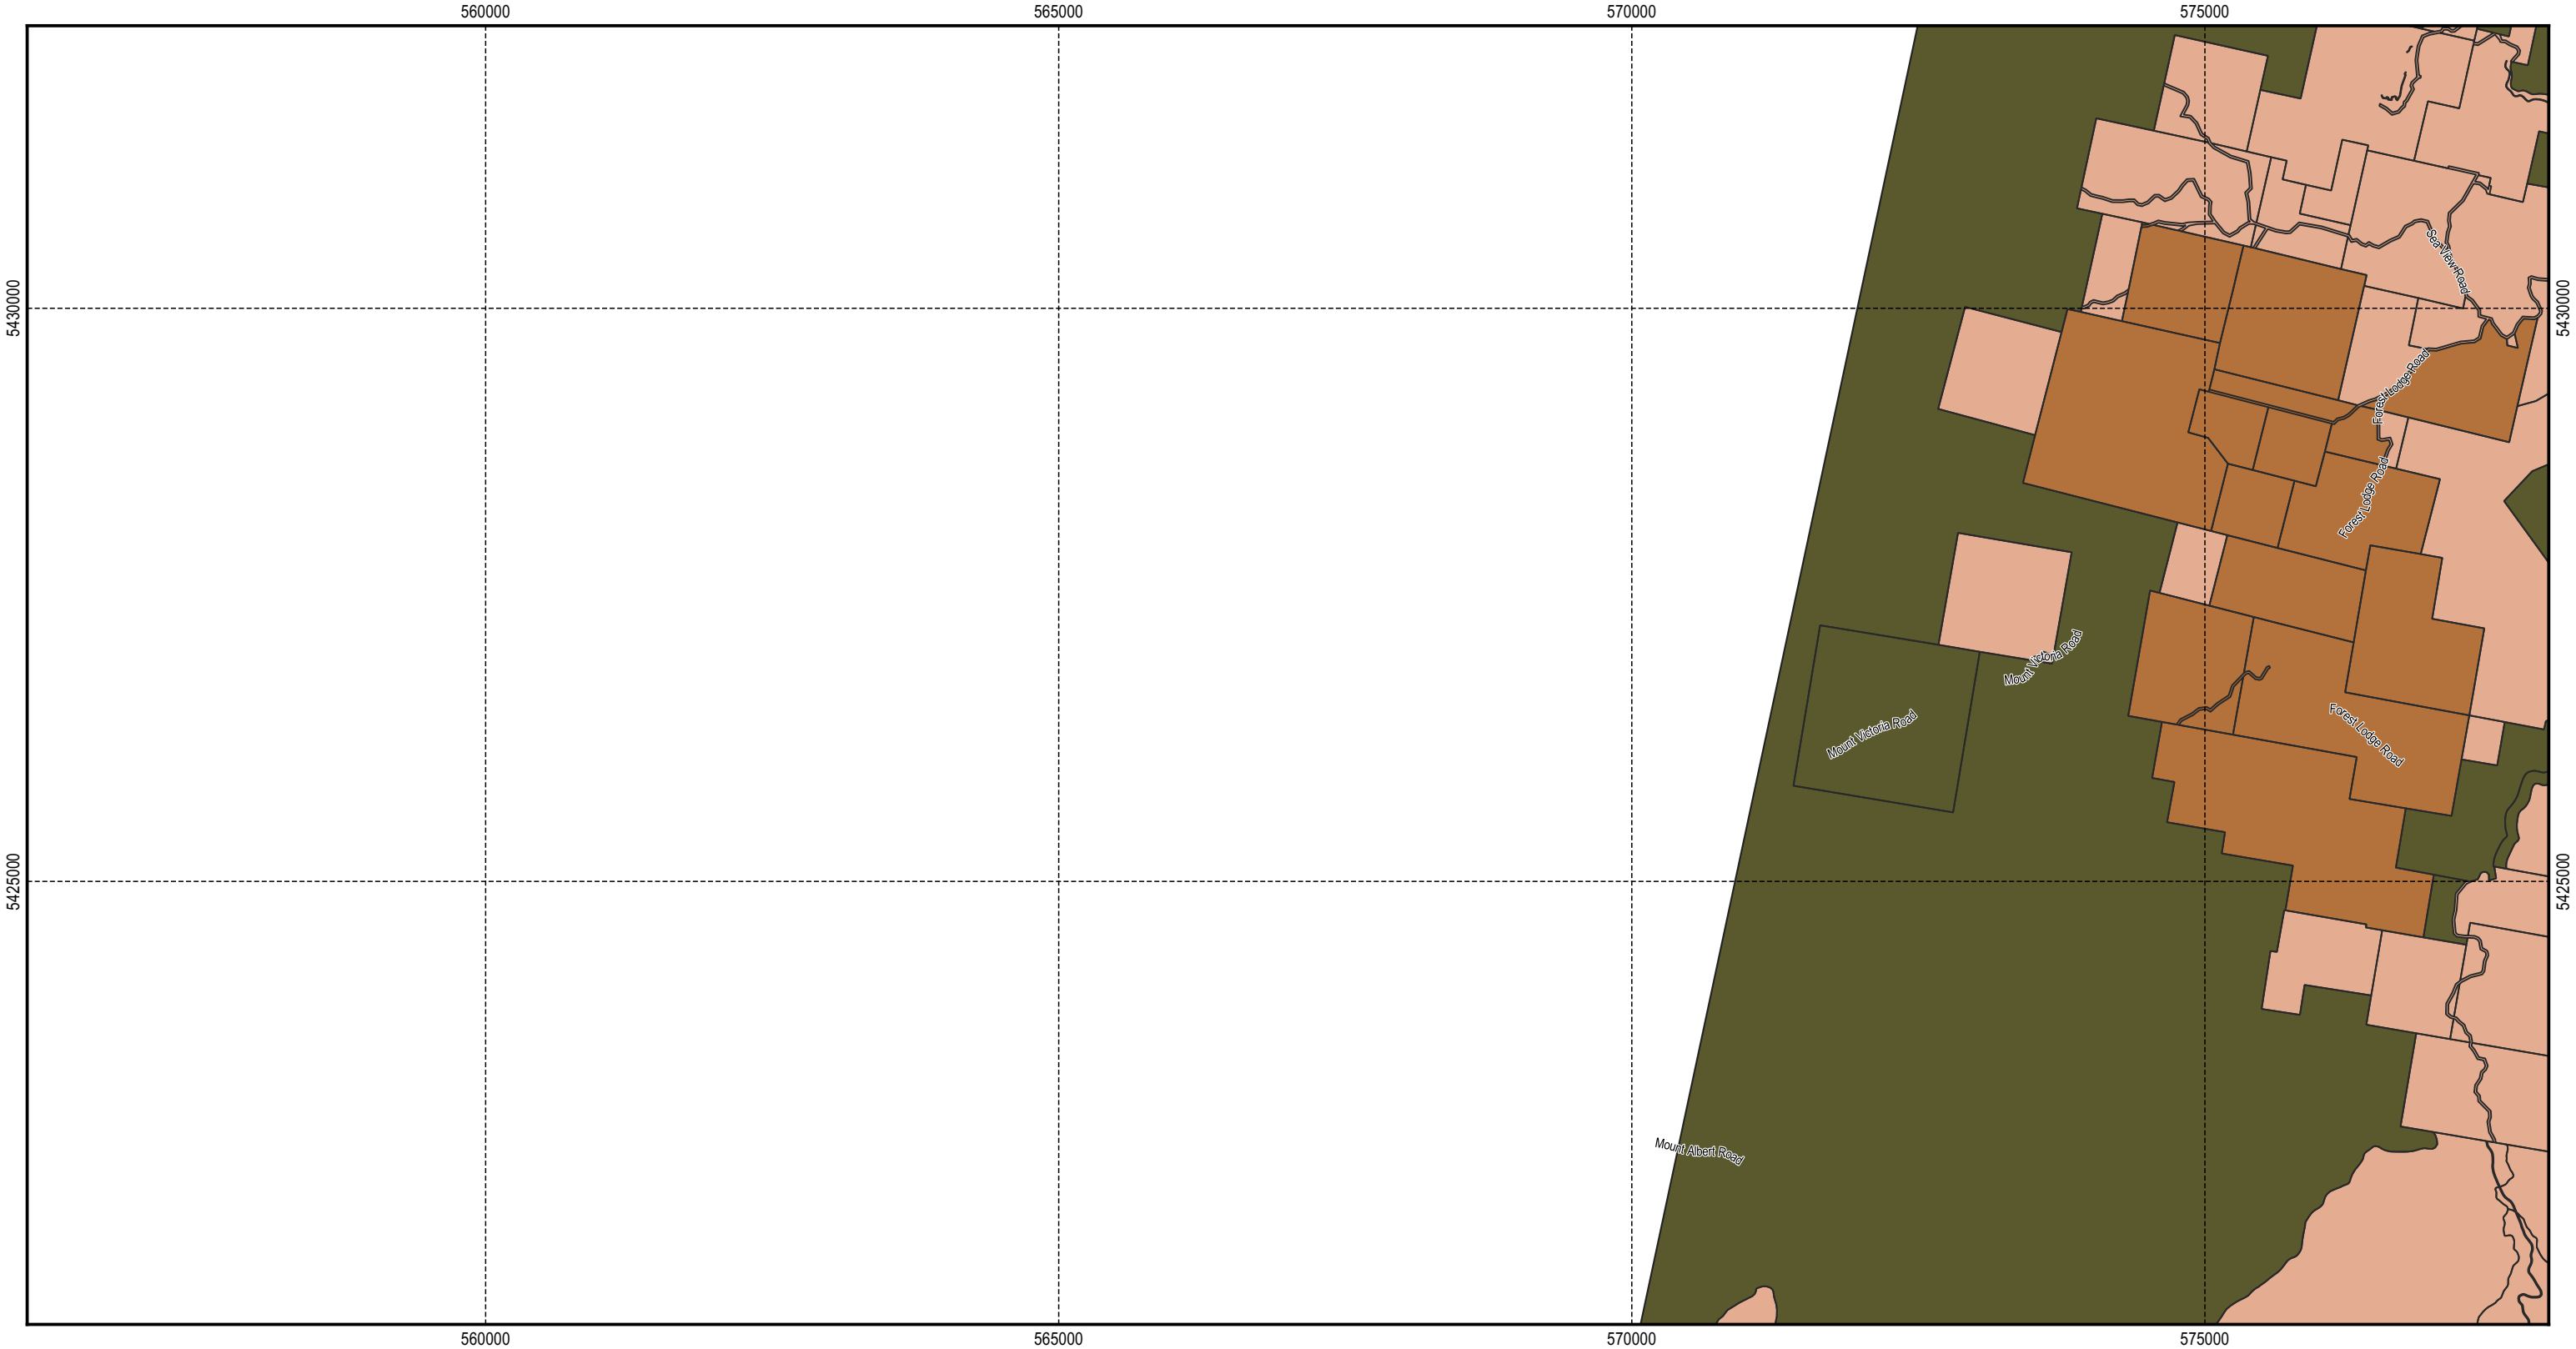 560000 565000 570000 575000
Sea View Road
5430000 5430000
Forest Lodge Road
Forest Lodge Road
Mount Victoria Road
Mount Victoria Road
Forest Lodge Road
5425000 5425000
Mount Albert Road
560000 565000 570000 575000